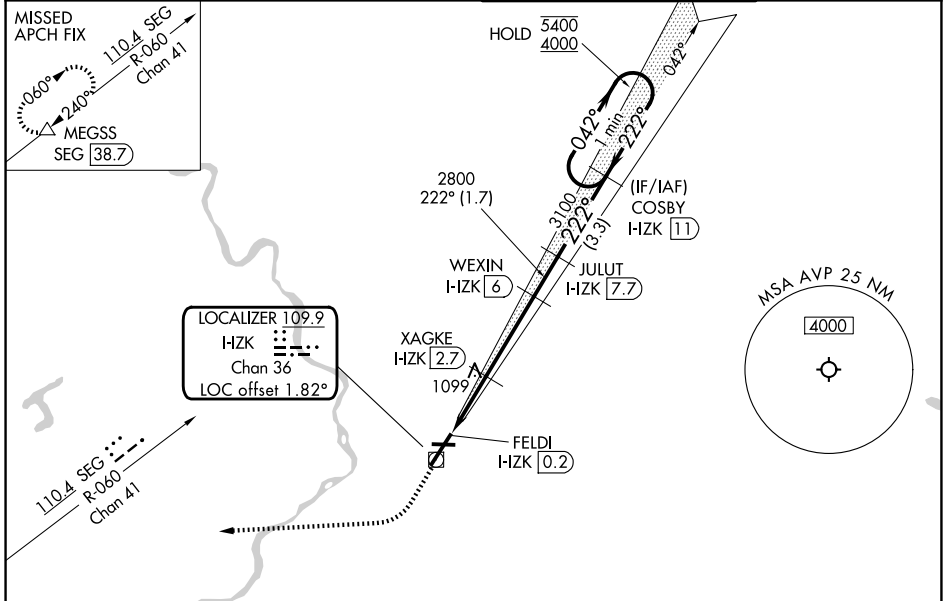 MISSED
APCH FIX
110.4 SEG
R-060
Chan 41
060°
240°
MEGSS
SEG 38.7
HOLD 5400
4000
042°
042°
1 min
222°
2800
222° (1.7)
3100
222°
(3.3)
(IF/IAF)
COSBY
I-IZK 11
WEXIN
I-IZK 6
JULUT
I-IZK 7.7
MSA AVP 25 NM
4000
LOCALIZER 109.9
I-IZK
Chan 36
LOC offset 1.82°
XAGKE
I-IZK 2.7
1099
FELDI
I-IZK 0.2
110.4 SEG
R-060
Chan 41